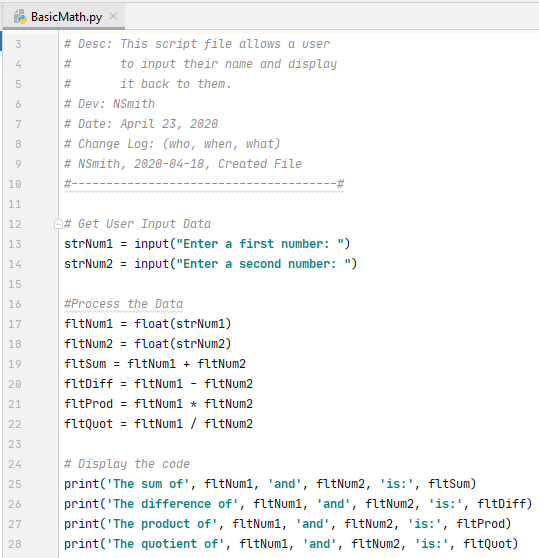 BasicMath.py ×
3 # Desc: This script file allows a user
4 #       to input their name and display
5 #       it back to them.
6 # Dev: NSmith
7 # Date: April 23, 2020
8 # Change Log: (who, when, what)
9 # NSmith, 2020-04-18, Created File
10 #--------------------------------------#
11
12 # Get User Input Data
13 strNum1 = input("Enter a first number: ")
14 strNum2 = input("Enter a second number: ")
15
16 #Process the Data
17 fltNum1 = float(strNum1)
18 fltNum2 = float(strNum2)
19 fltSum = fltNum1 + fltNum2
20 fltDiff = fltNum1 - fltNum2
21 fltProd = fltNum1 * fltNum2
22 fltQuot = fltNum1 / fltNum2
23
24 # Display the code
25 print('The sum of', fltNum1, 'and', fltNum2, 'is:', fltSum)
26 print('The difference of', fltNum1, 'and', fltNum2, 'is:', fltDiff)
27 print('The product of', fltNum1, 'and', fltNum2, 'is:', fltProd)
28 print('The quotient of', fltNum1, 'and', fltNum2, 'is:', fltQuot)